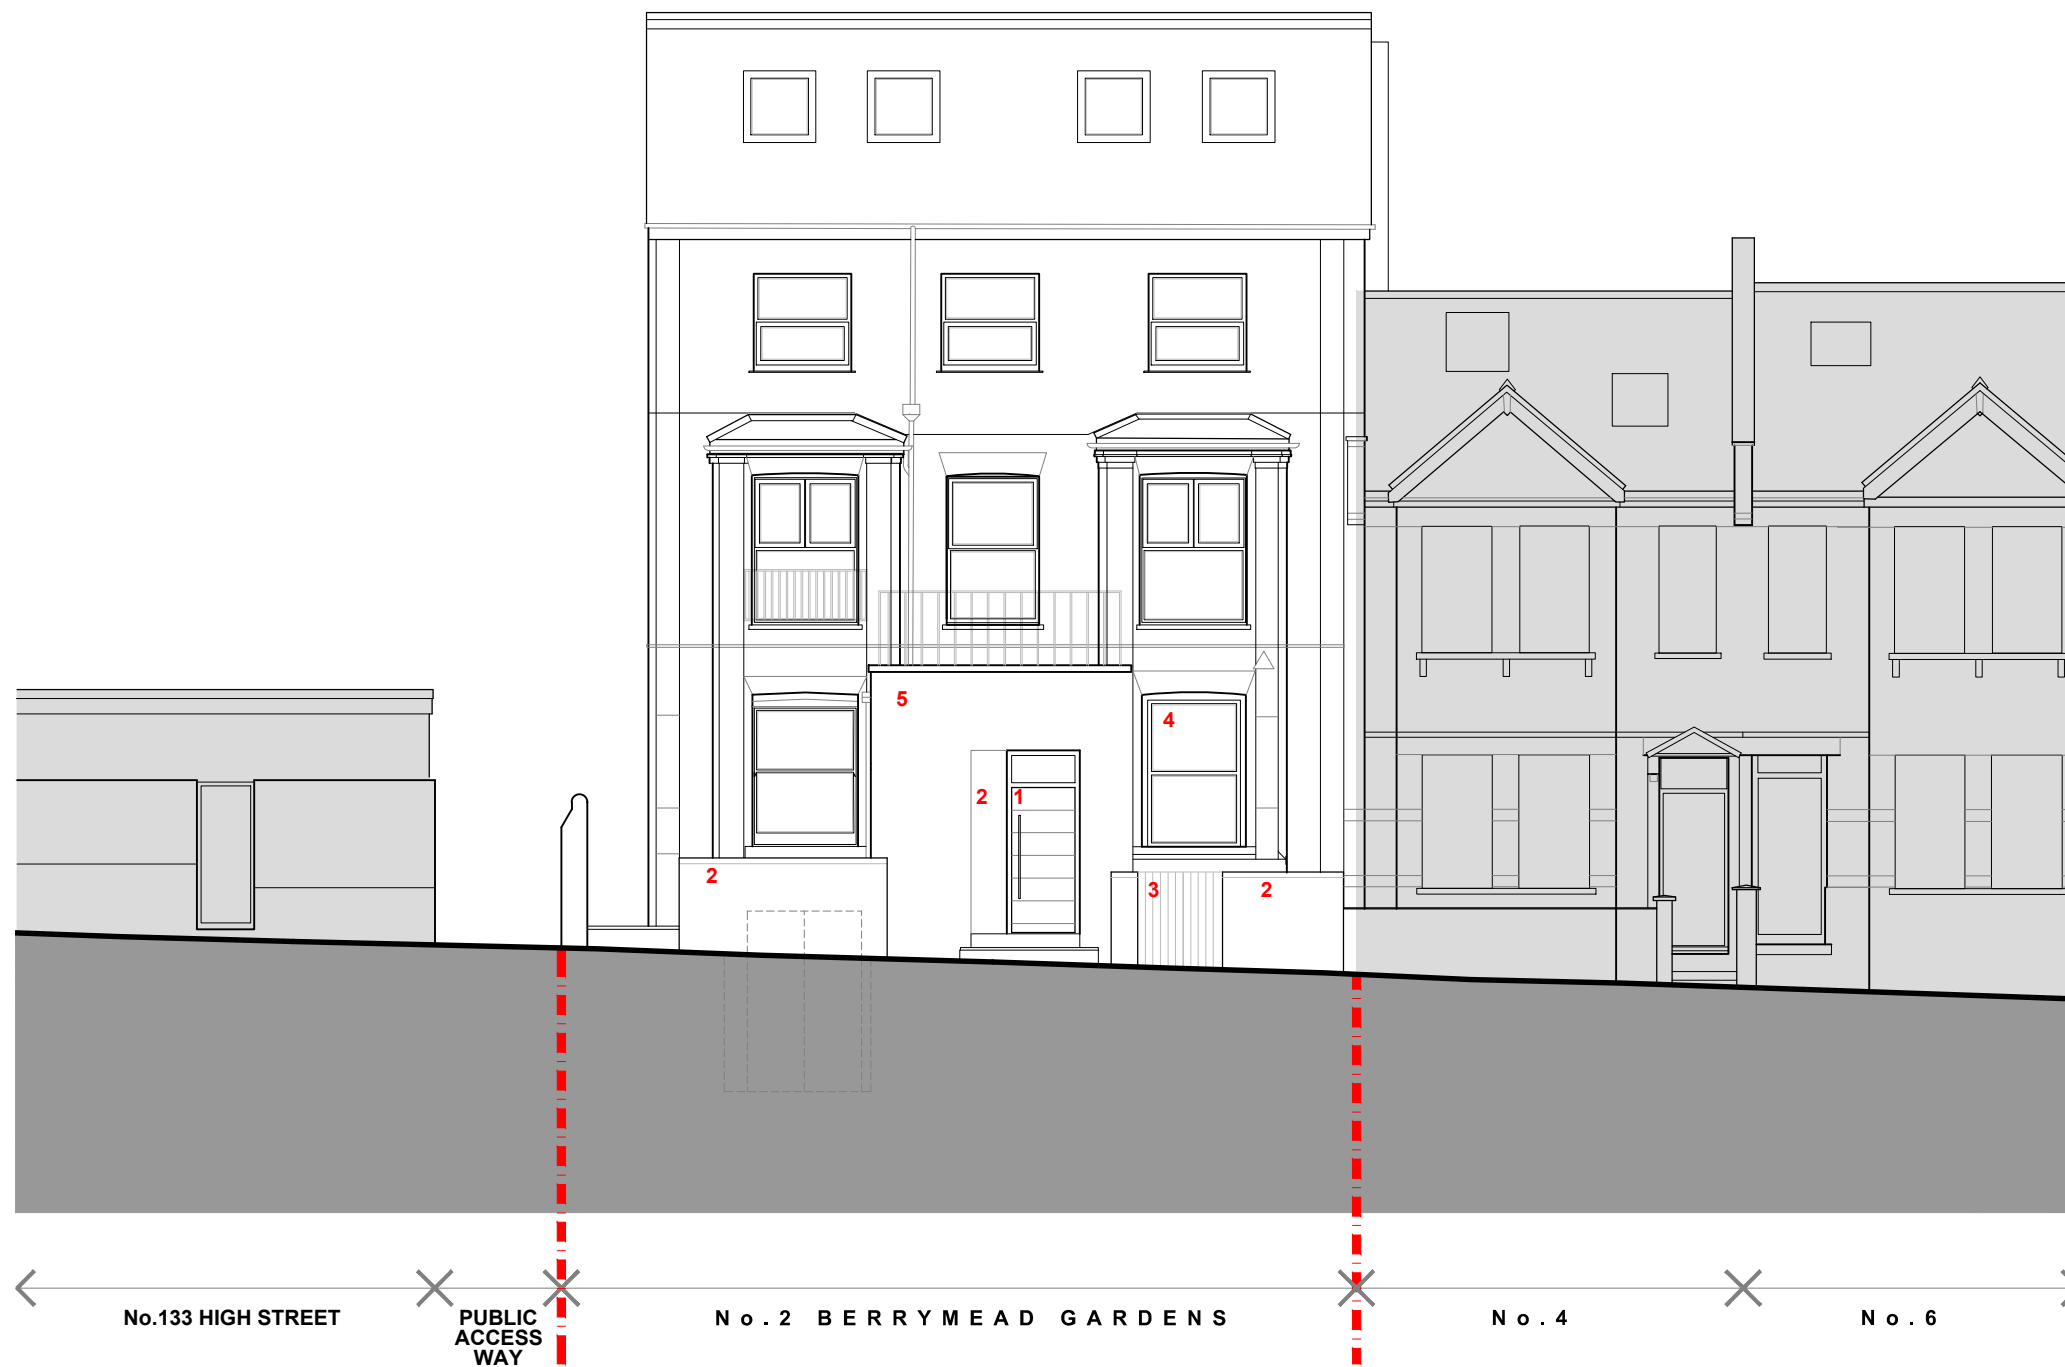 5
4
2 1
2
3
2
No.133 HIGH STREET
PUBLIC
ACCESS
WAY
No.2 BERRYMEAD GARDENS
No.4
No.6